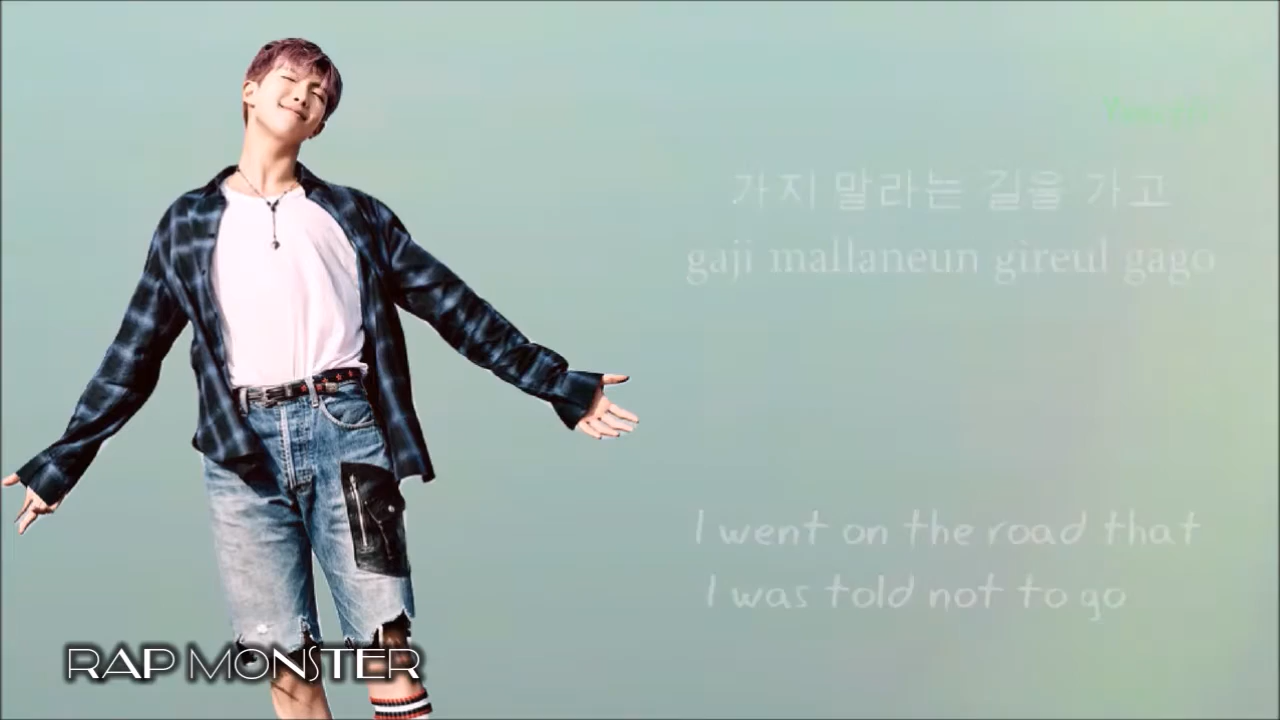 가지 말라는 길을 가고
gaji mallaneun gireul gago
I went on the road that
I was told not to go
RAP MONSTER